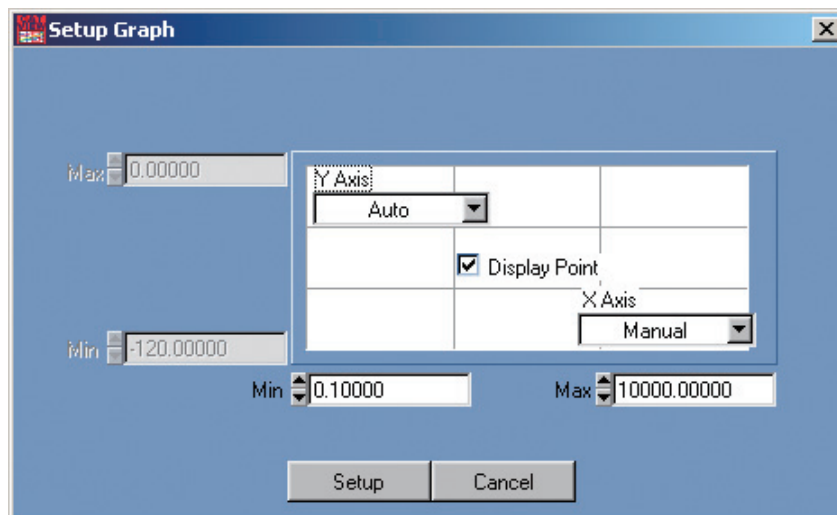 Setup Graph
Max 0.00000
Y Axis
Auto
Display Point
X Axis
Manual
Min -120.00000
Min 0.10000 Max 10000.00000
Setup Cancel